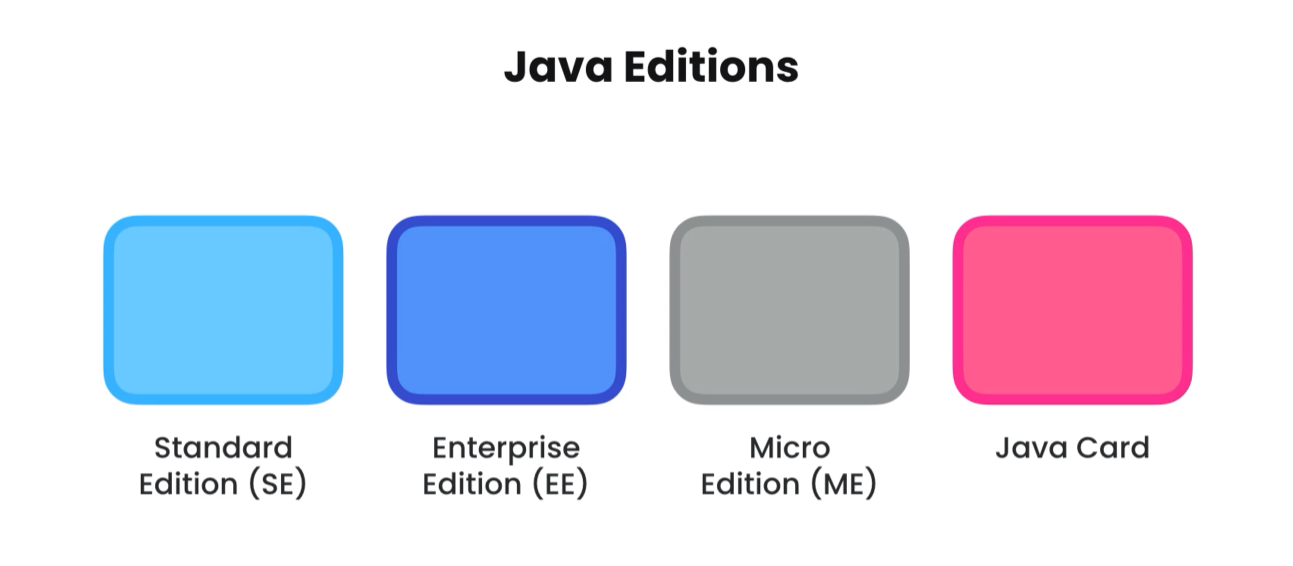 Java Editions
Standard
Edition (SE)
Enterprise
Edition (EE)
Micro
Edition (ME)
Java Card